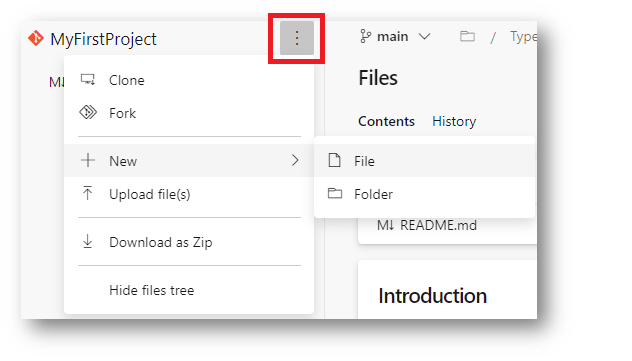 MyFirstProject
main
/ Type
M↓
Clone
Fork
New
Upload file(s)
Download as Zip
Hide files tree
File
Folder
Files
Contents History
M↓ README.md
Introduction